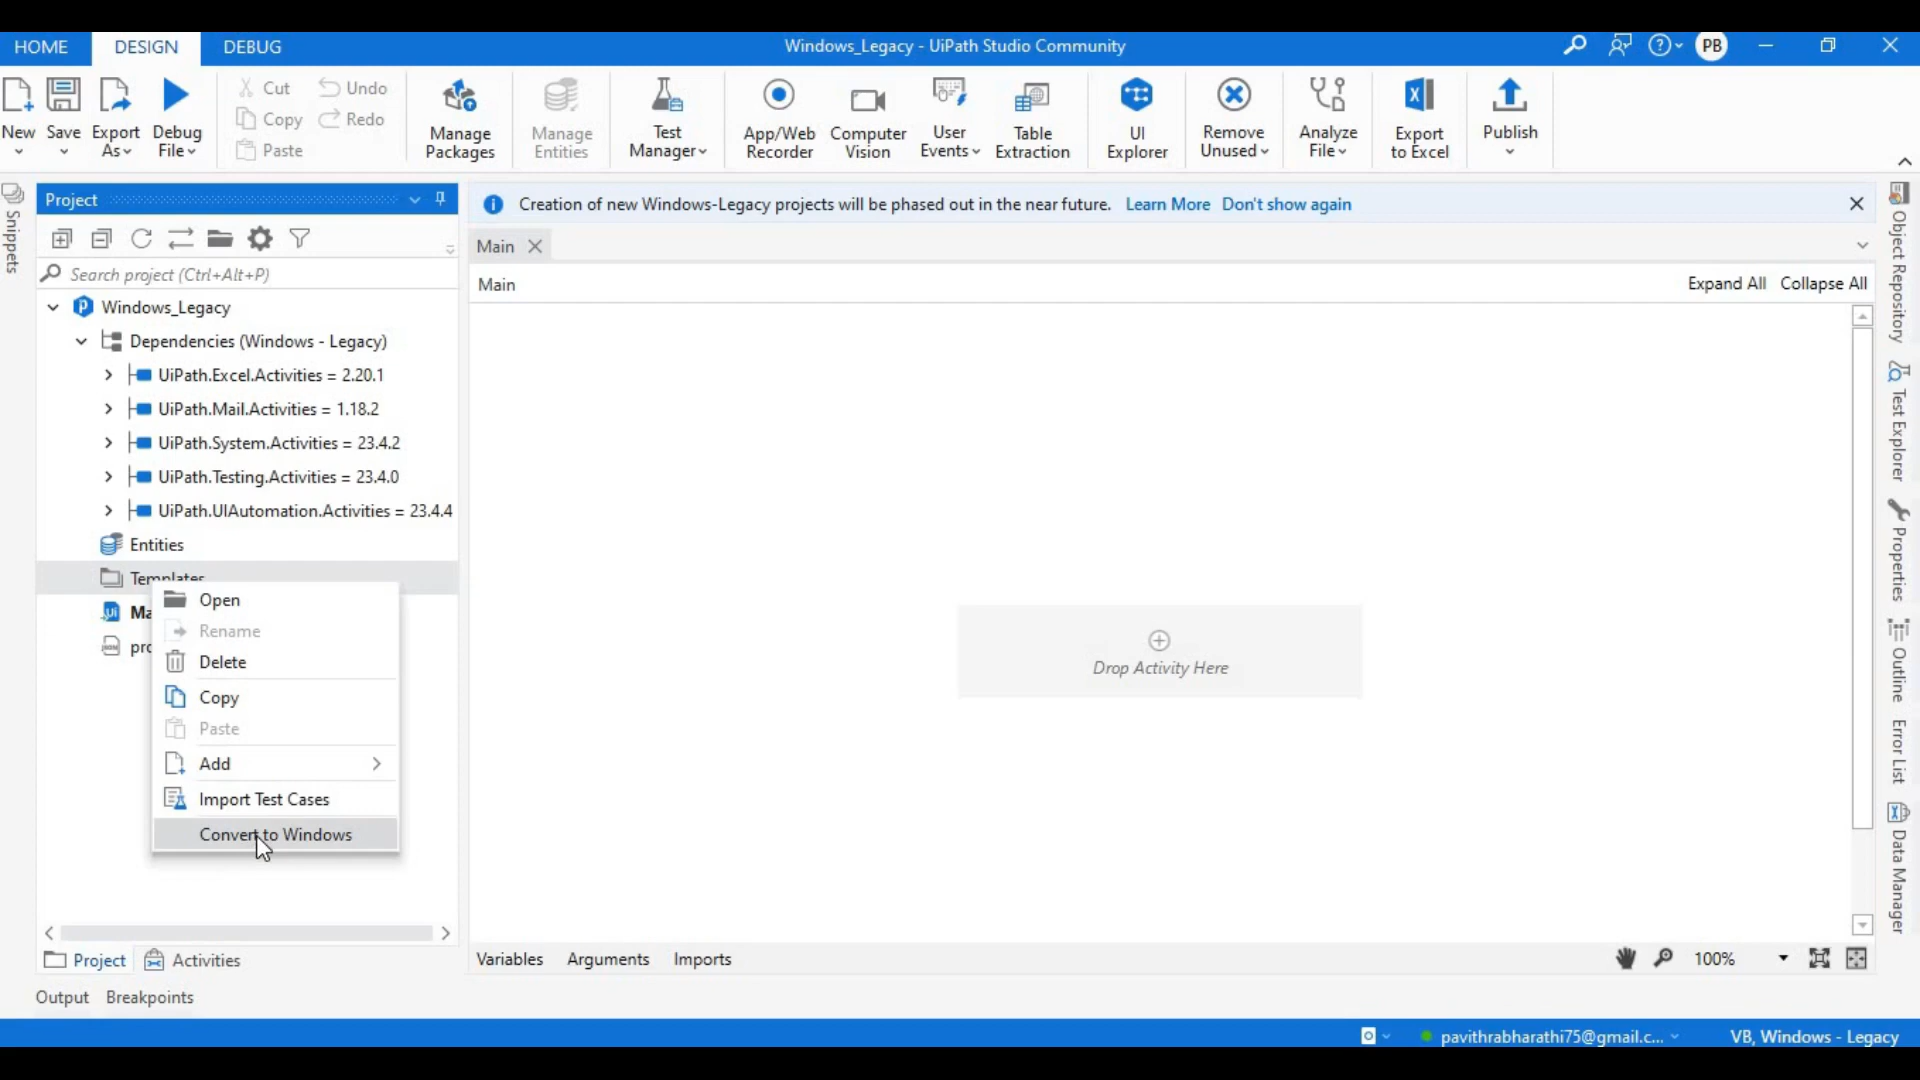 HOME DESIGN DEBUG Windows_Legacy - UiPath Studio Community PB
New Save Export As Debug File
Cut Undo
Copy Redo
Paste
Manage Packages Manage Entities Test Manager App/Web Recorder Computer Vision User Events Table Extraction UI Explorer Remove Unused Analyze File Export to Excel Publish
Snippets
Project
Search project (Ctrl+Alt+P)
Windows_Legacy
Dependencies (Windows - Legacy)
UiPath.Excel.Activities = 2.20.1
UiPath.Mail.Activities = 1.18.2
UiPath.System.Activities = 23.4.2
UiPath.Testing.Activities = 23.4.0
UiPath.UIAutomation.Activities = 23.4.4
Entities
Templates
Ma
pro
Open
Rename
Delete
Copy
Paste
Add
Import Test Cases
Convert to Windows
Project Activities
Output Breakpoints
Creation of new Windows-Legacy projects will be phased out in the near future. Learn More Don't show again
Main
Main Expand All Collapse All
Drop Activity Here
Variables Arguments Imports 100%
Object Repository
Test Explorer
Properties
Outline
Error List
Data Manager
pavithrabharathi75@gmail.c... VB, Windows - Legacy